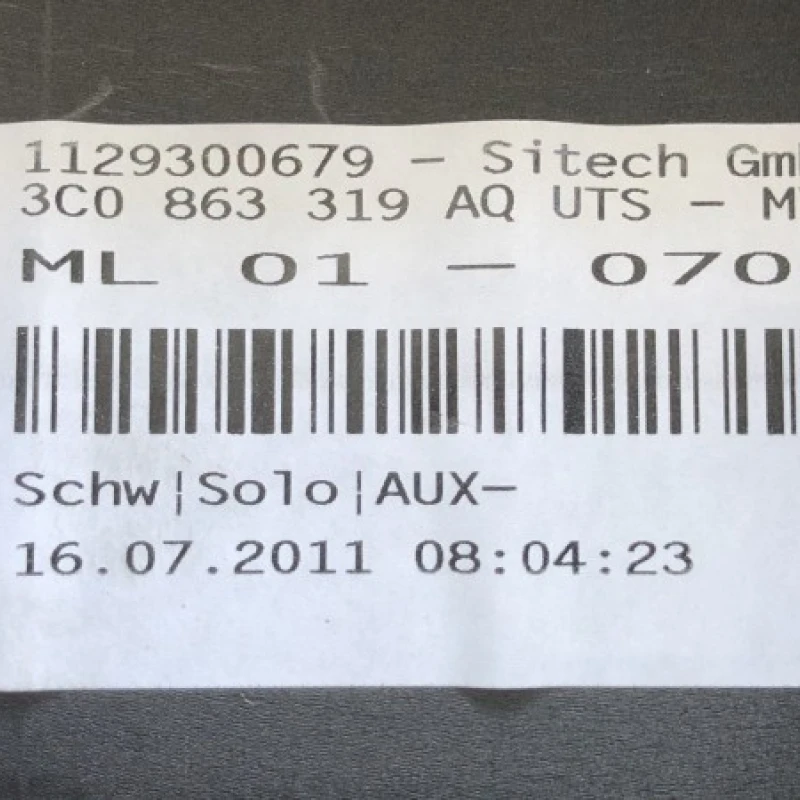 1129300679 – Sitech Gmb
3C0 863 319 AQ UTS – M
ML 01 – 070
Schw|Solo|AUX–
16.07.2011 08:04:23